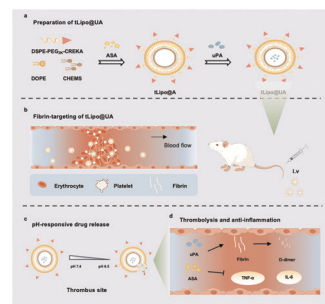 a
Preparation of tLipo@UA
DSPE-PEG2K-CREKA
ASA
uPA
DOPE
CHEMS
tLipo@A
tLipo@UA
b
Fibrin-targeting of tLipo@UA
Blood flow
Erythrocyte
Platelet
Fibrin
i.v
c
pH-responsive drug release
pH 7.4
pH 6.5
Thrombus site
d
Thrombolysis and anti-inflammation
uPA
Fibrin
D-dimer
ASA
TNF-α
IL-6